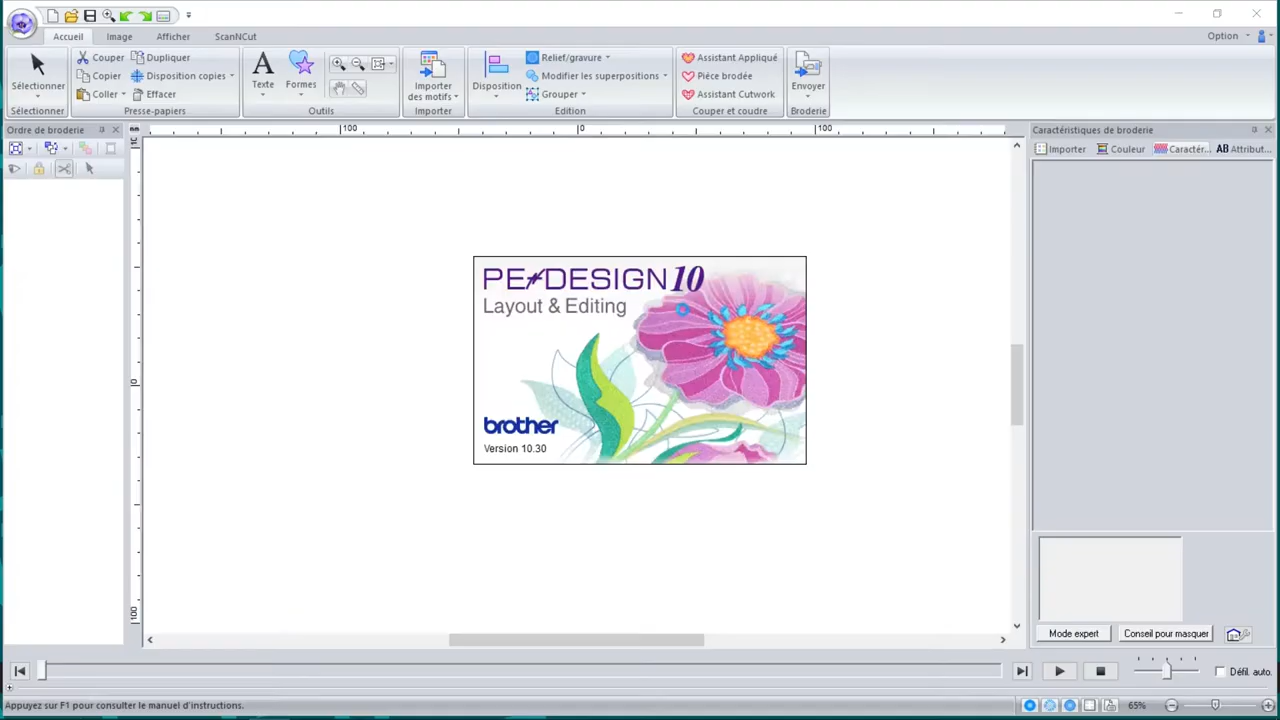 Accueil Image Afficher ScanNCut Option
Couper Dupliquer Relief/gravure Assistant Appliqué
Sélectionner Copier Disposition copies Texte Formes Importer des motifs Disposition Modifier les superpositions Pièce brodée Envoyer
Coller Effacer Grouper Assistant Cutwork
Sélectionner Presse-papiers Outils Importer Edition Couper et coudre Broderie
Ordre de broderie 100 0 100 Caractéristiques de broderie
Importer Couleur Caractér... AB Attribut...
PE DESIGN 10
Layout & Editing
0
brother
Version 10.30
100
Mode expert Conseil pour masquer
Défil. auto.
Appuyez sur F1 pour consulter le manuel d'instructions. 65%